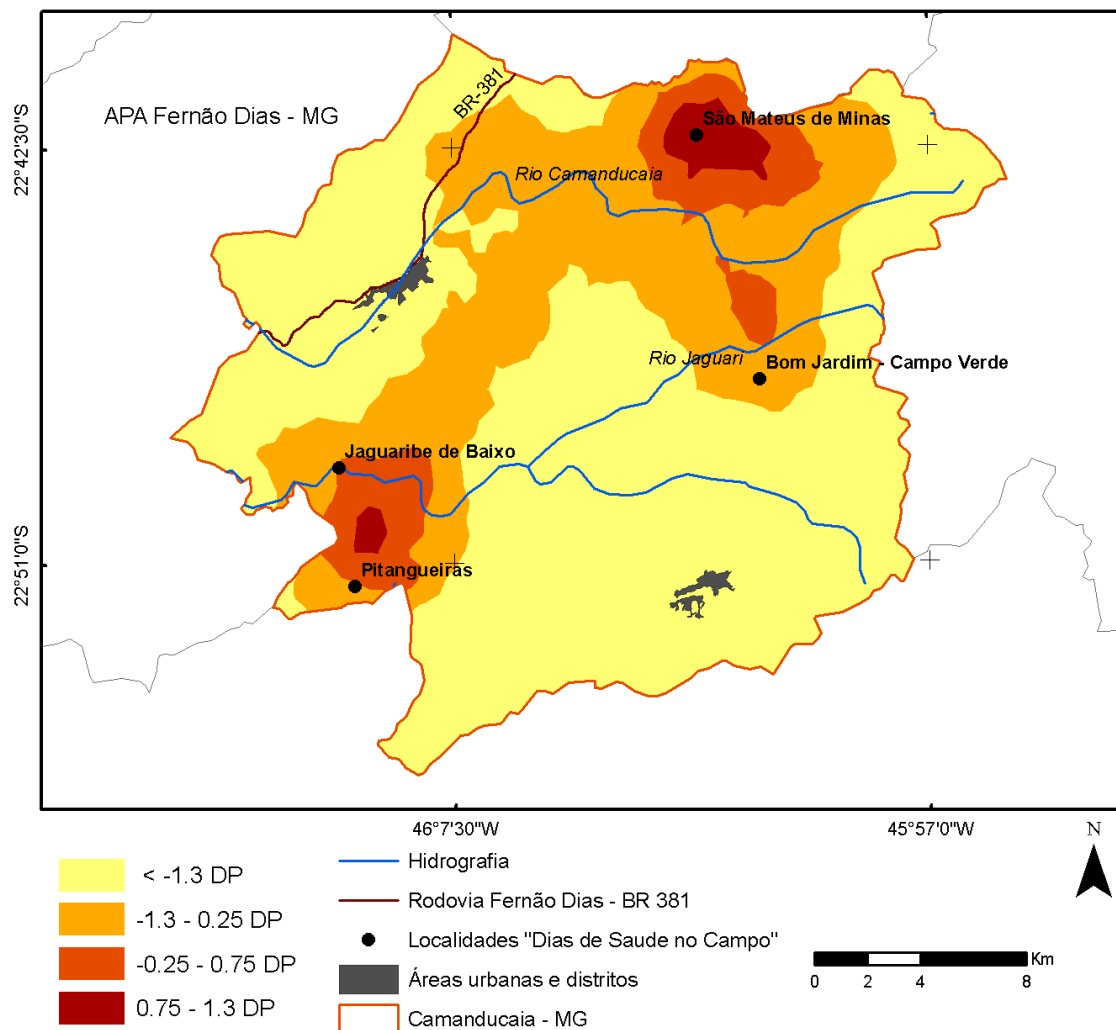 BR-381
APA Fernão Dias - MG
São Mateus de Minas
22°42'30"S
Rio Camanducaia
Rio Jaguari
Bom Jardim - Campo Verde
Jaguaribe de Baixo
22°51'0"S
Pitangueiras
46°7'30"W
45°57'0"W
N
< -1.3 DP
-1.3 - 0.25 DP
-0.25 - 0.75 DP
0.75 - 1.3 DP
Hidrografia
Rodovia Fernão Dias - BR 381
Localidades "Dias de Saude no Campo"
Áreas urbanas e distritos
Camanducaia - MG
Km
0 2 4 8